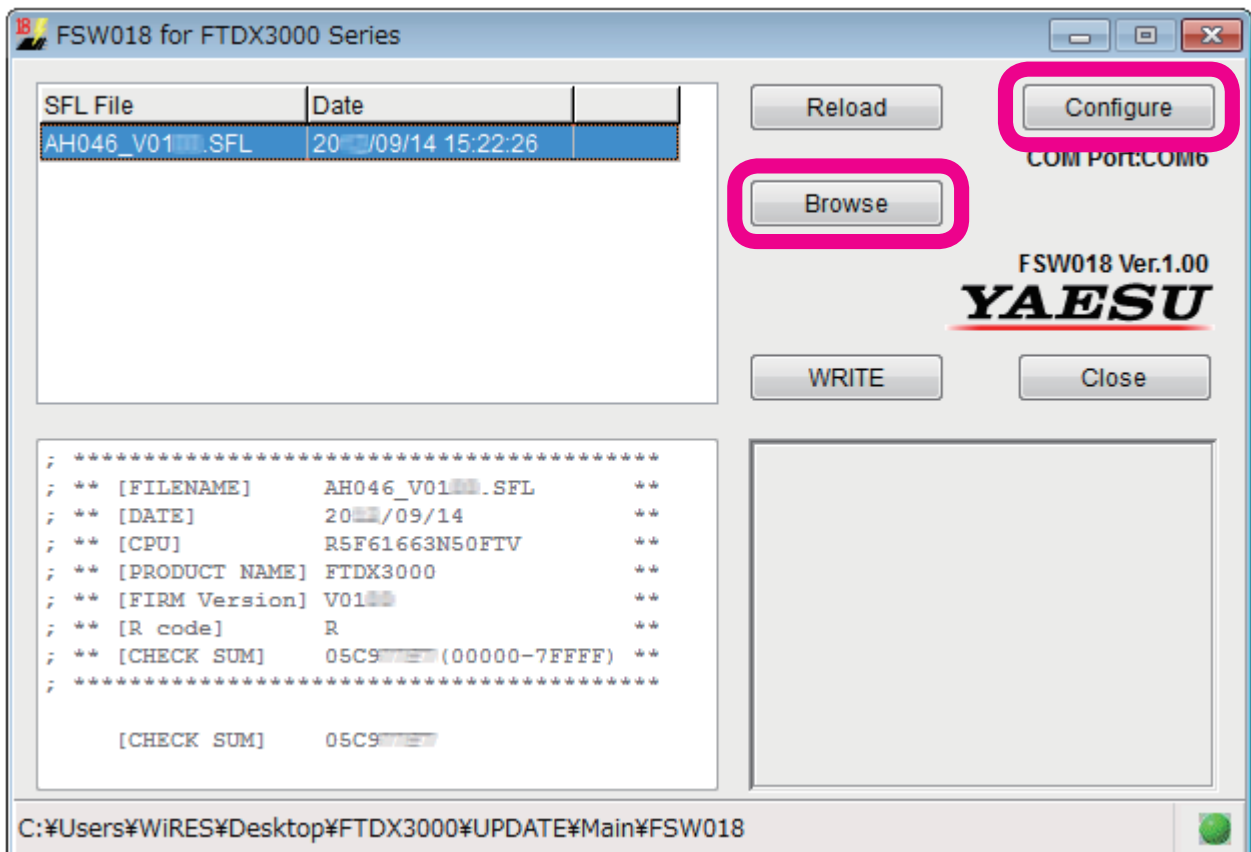 18 FSW018 for FTDX3000 Series
SFL File Date
AH046_V01 .SFL 20 /09/14 15:22:26
Reload
Configure
COM Port:COM6
Browse
FSW018 Ver.1.00
YAESU
WRITE
Close
; ******************************************
; ** [FILENAME] AH046_V01 .SFL **
; ** [DATE] 20 /09/14 **
; ** [CPU] R5F61663N50FTV **
; ** [PRODUCT NAME] FTDX3000 **
; ** [FIRM Version] V01 **
; ** [R code] R **
; ** [CHECK SUM] 05C9 (00000-7FFFF) **
; ******************************************
[CHECK SUM] 05C9
C:¥Users¥WiRES¥Desktop¥FTDX3000¥UPDATE¥Main¥FSW018